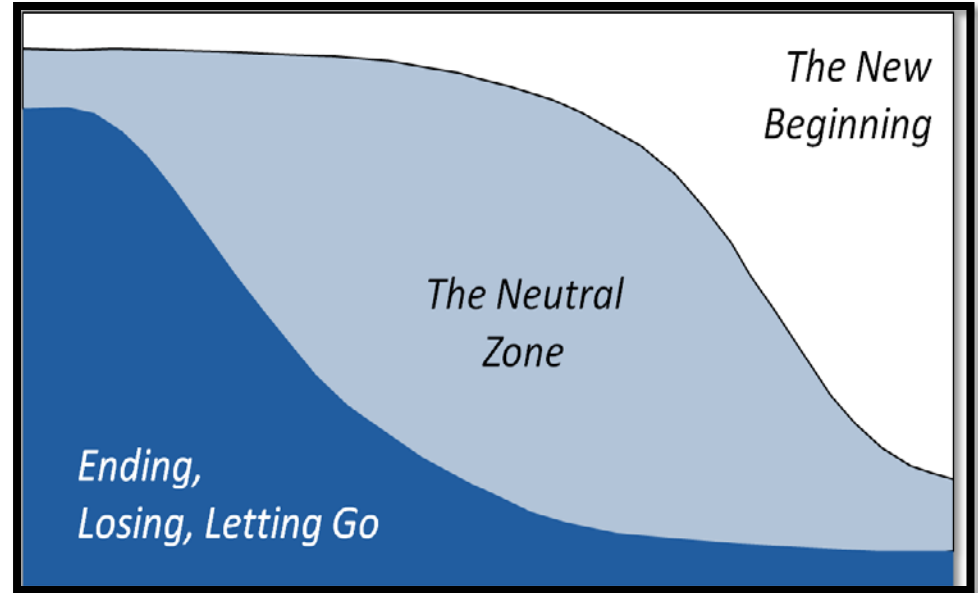 The New
Beginning
The Neutral
Zone
Ending,
Losing, Letting Go